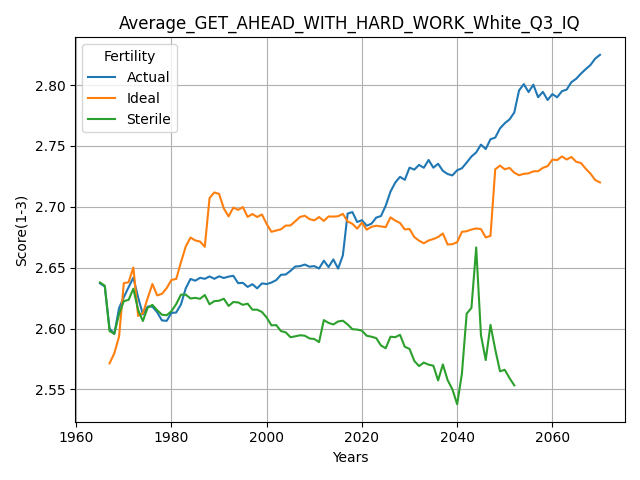 Average_GET_AHEAD_WITH_HARD_WORK_White_Q3_IQ
Fertility
Actual
Ideal
Sterile
Score(1-3)
2.80
2.75
2.70
2.65
2.60
2.55
1960 1980 2000 2020 2040 2060
Years